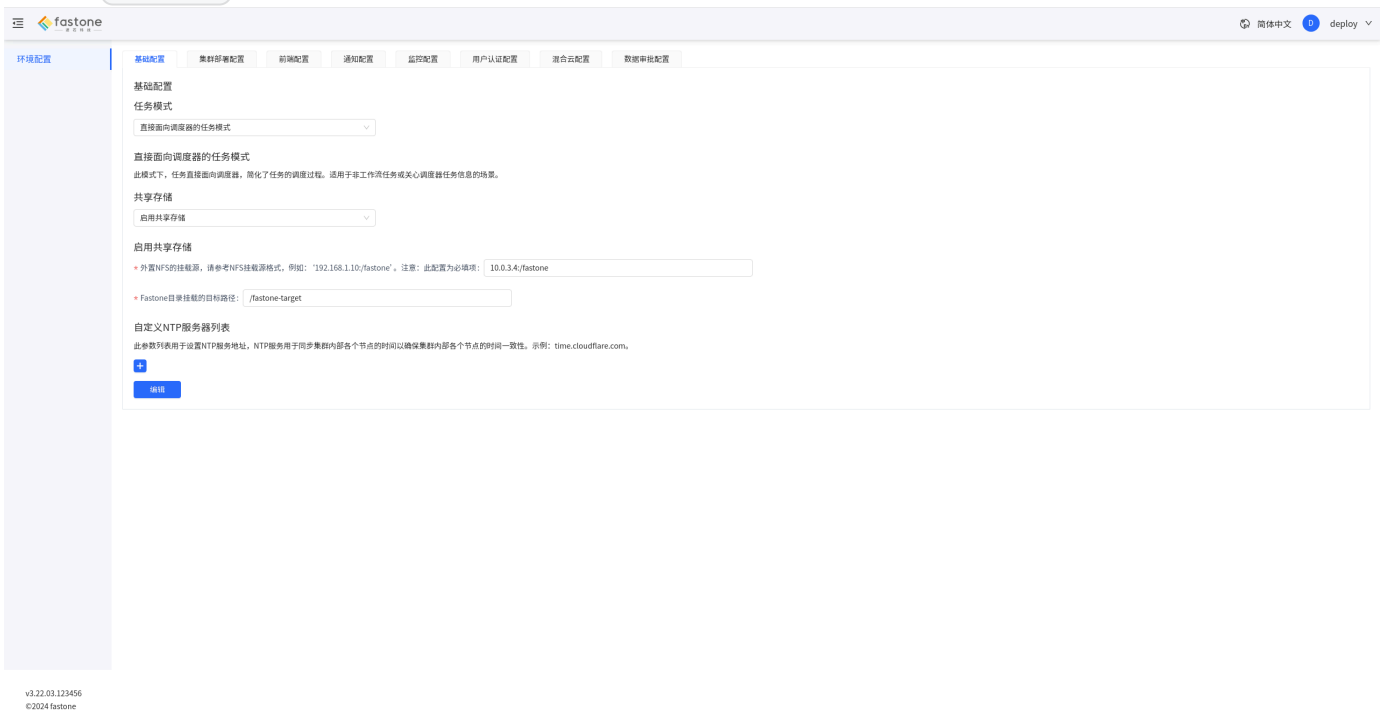 fastone
速石科技
简体中文
D
deploy
环境配置
基础配置
集群部署配置
前端配置
通知配置
监控配置
用户认证配置
混合云配置
数据审批配置
基础配置
任务模式
直接面向调度器的任务模式
直接面向调度器的任务模式
此模式下，任务直接面向调度器，简化了任务的调度过程。适用于非工作流任务或关心调度器任务信息的场景。
共享存储
启用共享存储
启用共享存储
* 外置NFS的挂载源，请参考NFS挂载源格式，例如：'192.168.1.10:/fastone'。注意：此配置为必填项： 10.0.3.4:/fastone
* Fastone目录挂载的目标路径： /fastone-target
自定义NTP服务器列表
此参数列表用于设置NTP服务地址，NTP服务用于同步集群内部各个节点的时间以确保集群内部各个节点的时间一致性。示例：time.cloudflare.com。
+
编辑
v3.22.03.123456
©2024 fastone